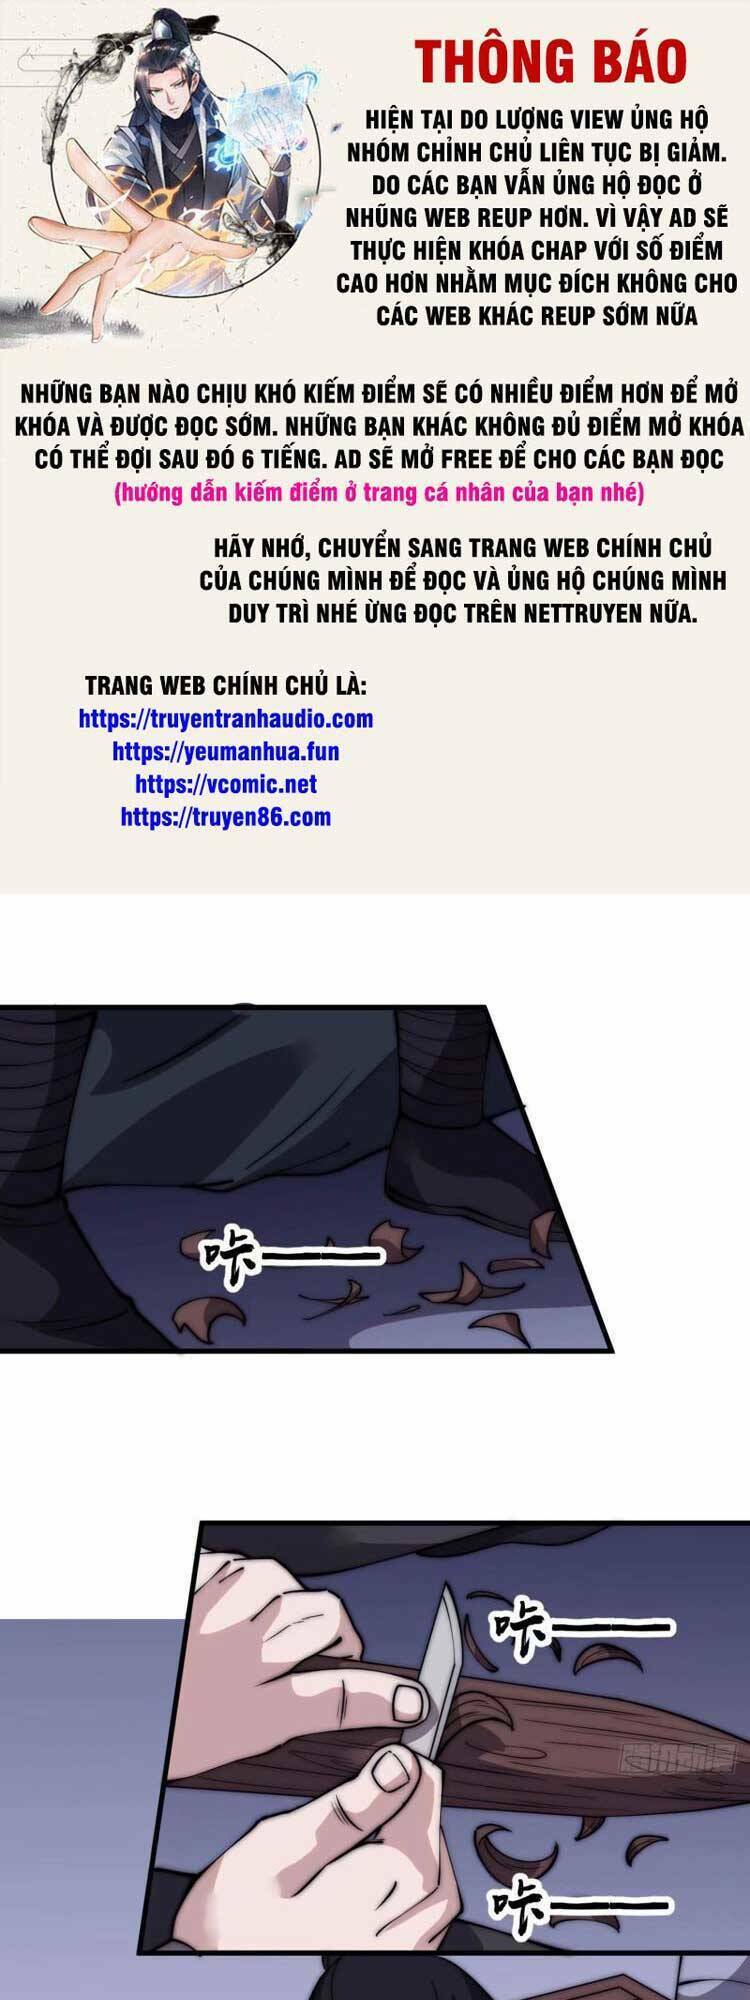 THÔNG BÁO
HIỆN TẠI DO LƯỢNG VIEW ỦNG HỘ
NHÓM CHỈNH CHỦ LIÊN TỤC BỊ GIẢM.
DO CÁC BẠN VẪN ỦNG HỘ ĐỌC Ở
NHŨNG WEB REUP HƠN. VÌ VẬY AD SẼ
THỰC HIỆN KHÓA CHAP VỚI SỐ ĐIỂM
CAO HƠN NHẰM MỤC ĐÍCH KHÔNG CHO
CÁC WEB KHÁC REUP SỚM NỮA
NHỮNG BẠN NÀO CHỊU KHÓ KIẾM ĐIỂM SẼ CÓ NHIỀU ĐIỂM HƠN ĐỂ MỞ
KHÓA VÀ ĐƯỢC ĐỌC SỚM. NHỮNG BẠN KHÁC KHÔNG ĐỦ ĐIỂM MỞ KHÓA
CÓ THỂ ĐỢI SAU ĐÓ 6 TIẾNG. AD SẼ MỞ FREE ĐỂ CHO CÁC BẠN ĐỌC
(hướng dẫn kiếm điểm ở trang cá nhân của bạn nhé)
HÃY NHỚ, CHUYỂN SANG TRANG WEB CHÍNH CHỦ
CỦA CHÚNG MÌNH ĐỂ ĐỌC VÀ ỦNG HỘ CHÚNG MÌNH
DUY TRÌ NHÉ ỪNG ĐỌC TRÊN NETTRUYEN NỮA.
TRANG WEB CHÍNH CHỦ LÀ:
https://truyentranhaudio.com
https://yeumanhua.fun
https://vcomic.net
https://truyen86.com
咔——
咔——
咔——